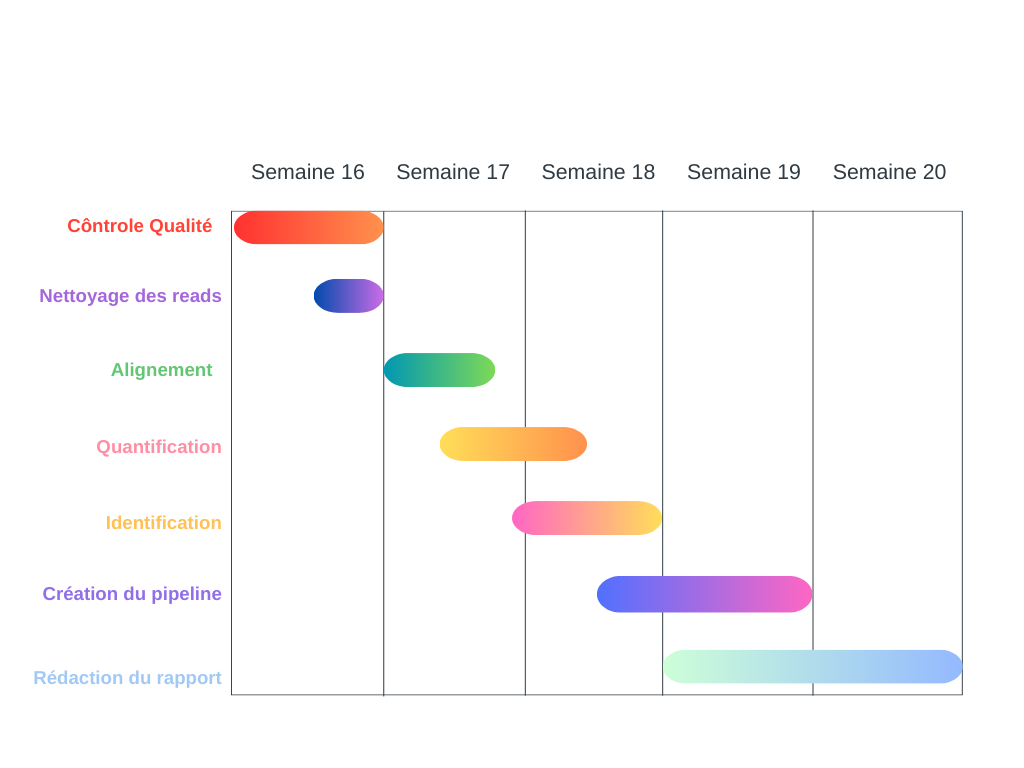 Semaine 16 Semaine 17 Semaine 18 Semaine 19 Semaine 20
Côntrole Qualité
Nettoyage des reads
Alignement
Quantification
Identification
Création du pipeline
Rédaction du rapport